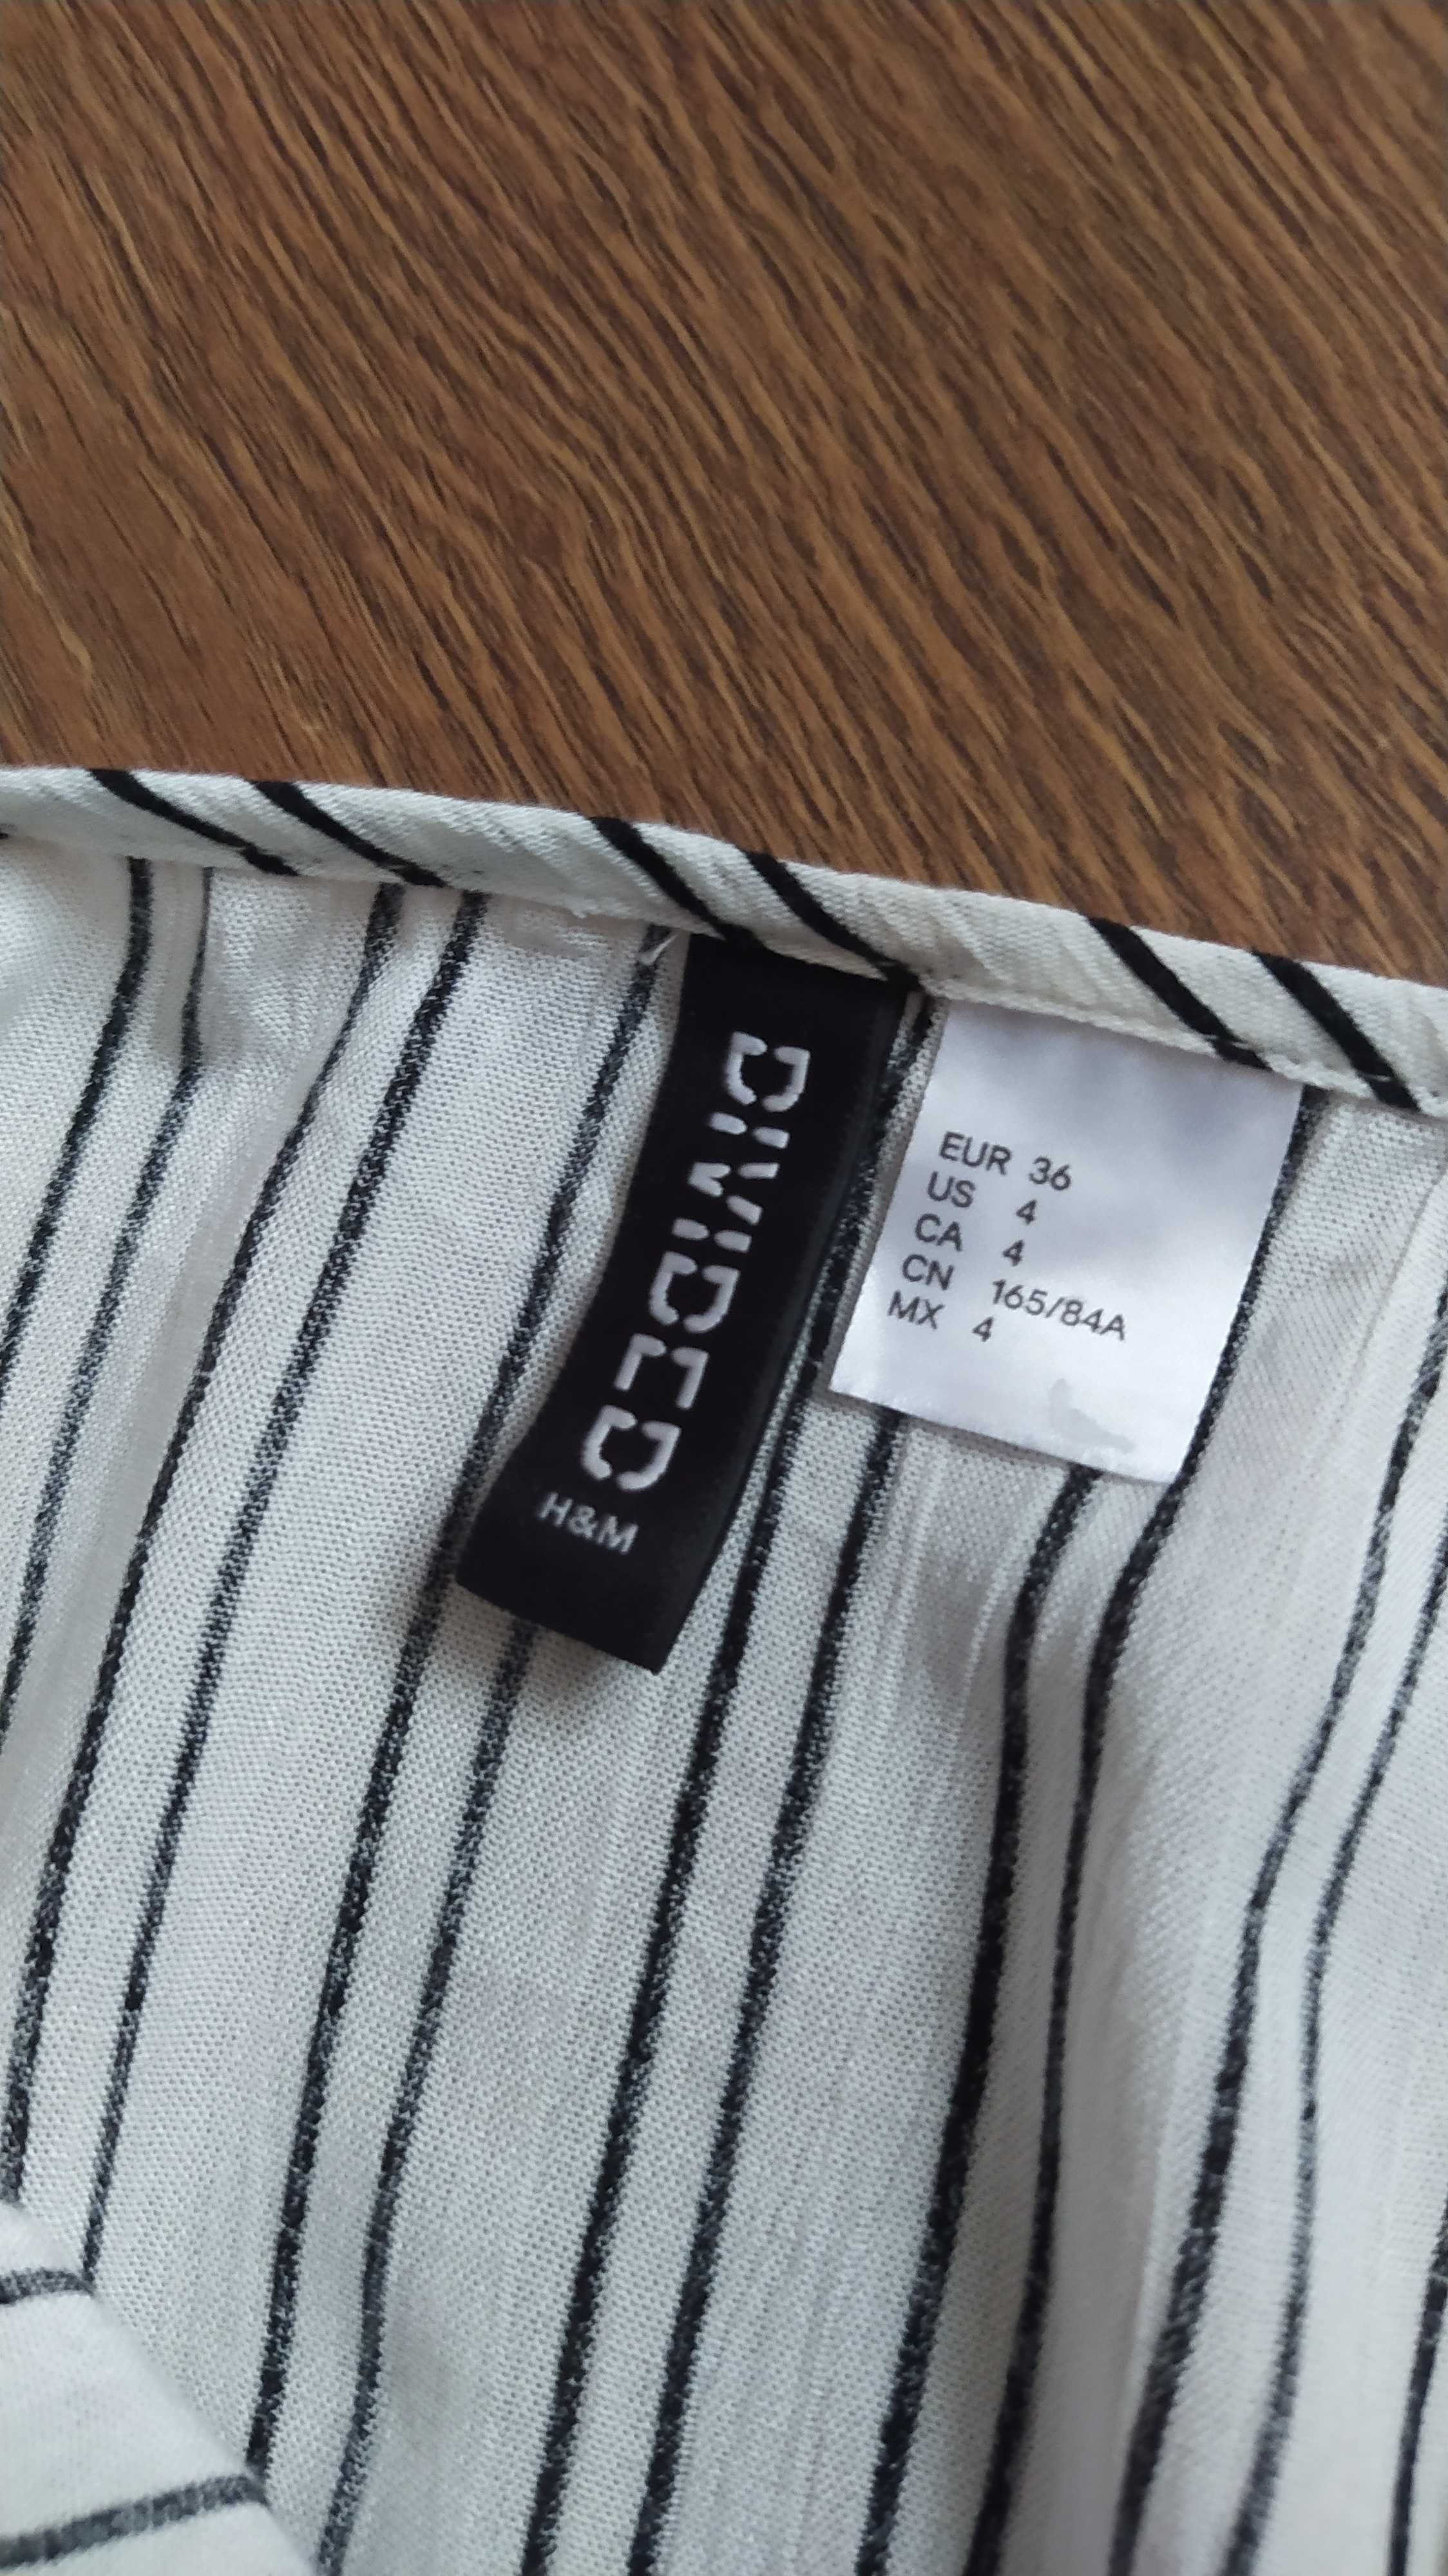 DIVIDED
H&M
EUR 36
US 4
CA 4
CN 165/84A
MX 4